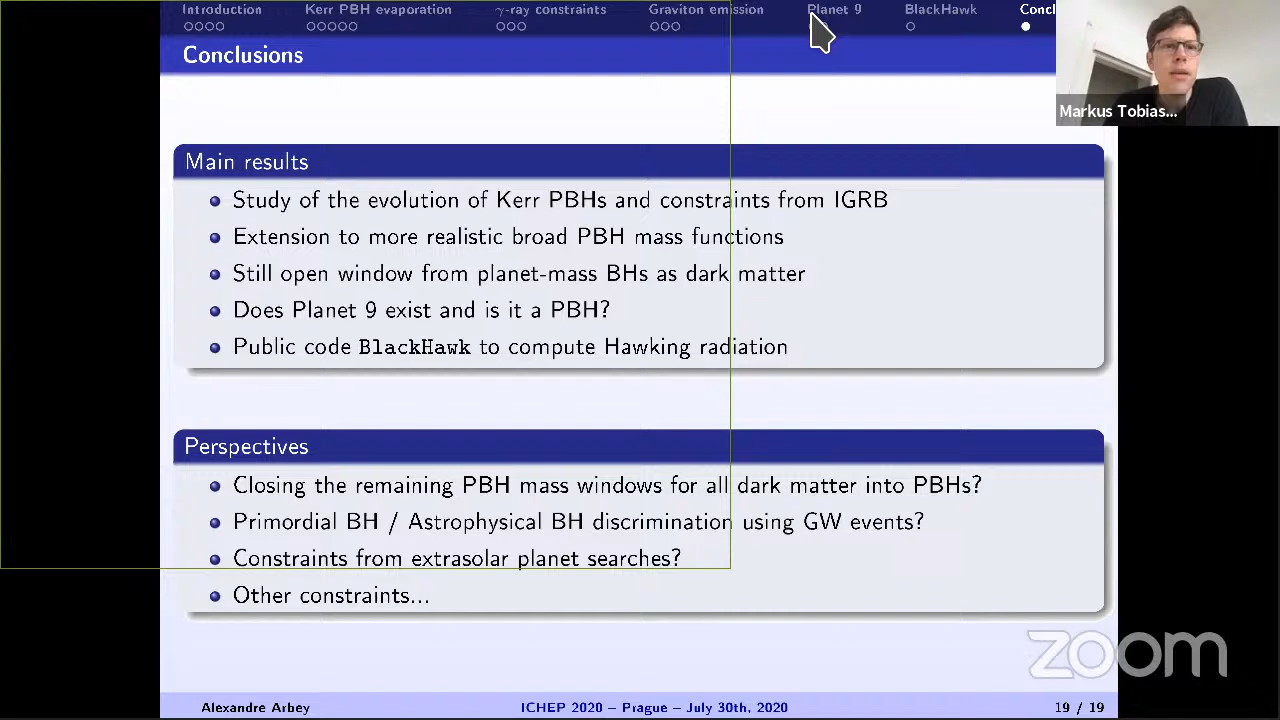 Introduction Kerr PBH evaporation γ-ray constraints Graviton emission Planet 9 BlackHawk Concl
Conclusions
Markus Tobias...
Main results
Study of the evolution of Kerr PBHs and constraints from IGRB
Extension to more realistic broad PBH mass functions
Still open window from planet-mass BHs as dark matter
Does Planet 9 exist and is it a PBH?
Public code BlackHawk to compute Hawking radiation
Perspectives
Closing the remaining PBH mass windows for all dark matter into PBHs?
Primordial BH / Astrophysical BH discrimination using GW events?
Constraints from extrasolar planet searches?
Other constraints...
zoom
Alexandre Arbey ICHEP 2020 – Prague – July 30th, 2020 19 / 19